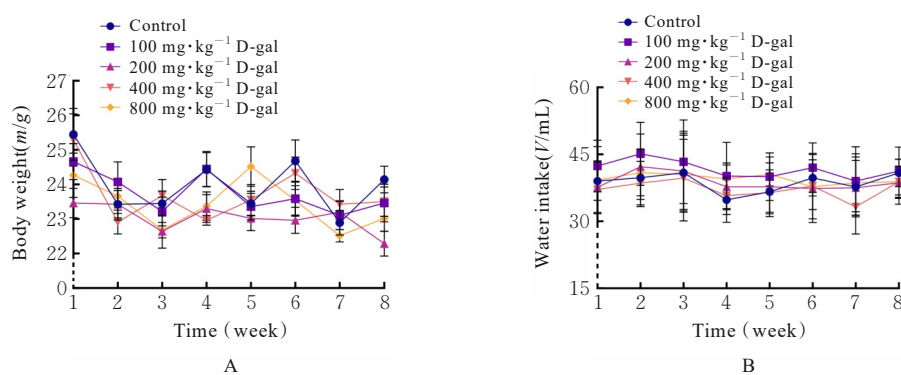 Control
100 mg·kg⁻¹ D-gal
200 mg·kg⁻¹ D-gal
400 mg·kg⁻¹ D-gal
800 mg·kg⁻¹ D-gal
Body weight(m/g)
27
26
25
24
23
22
0
1 2 3 4 5 6 7 8
Time (week)
A
Control
100 mg·kg⁻¹ D-gal
200 mg·kg⁻¹ D-gal
400 mg·kg⁻¹ D-gal
800 mg·kg⁻¹ D-gal
Water intake(V/mL)
60
45
30
15
1 2 3 4 5 6 7 8
Time (week)
B